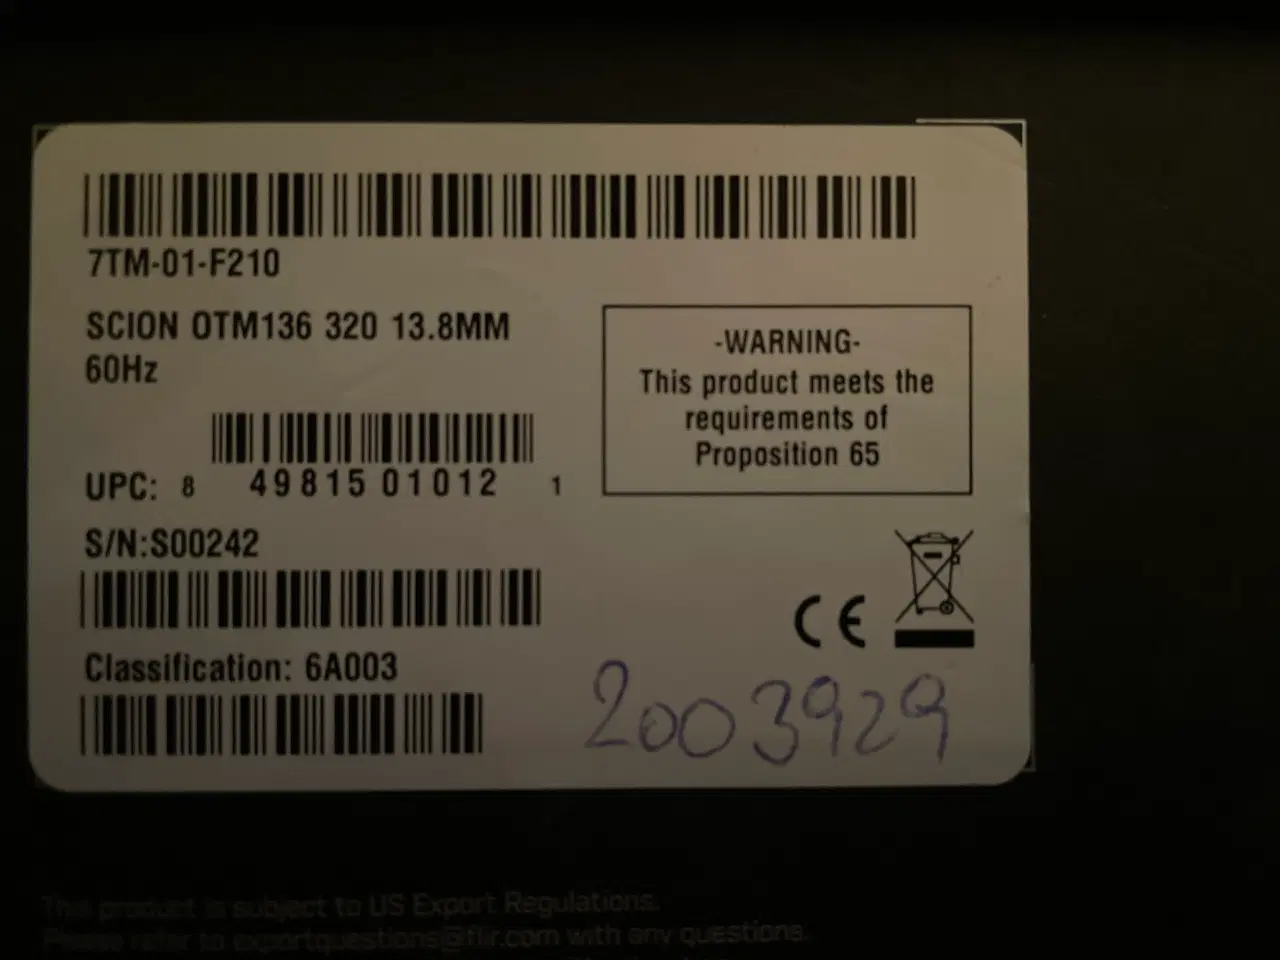 7TM-01-F210
SCION OTM136 320 13.8MM
60Hz
-WARNING-
This product meets the
requirements of
Proposition 65
UPC: 8 49815 01012 1
S/N:S00242
CE
Classification: 6A003
2003929
This product is subject to US Export Regulations.
Please refer to exportquestions@flir.com with any questions.